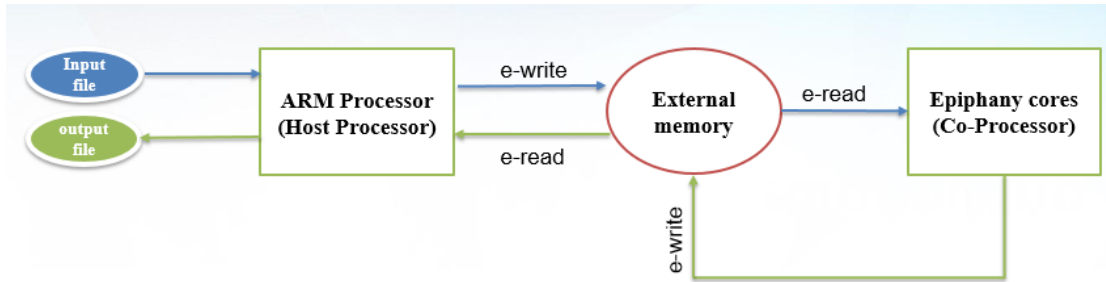 Input
file
output
file
ARM Processor
(Host Processor)
e-write
e-read
External
memory
e-read
Epiphany cores
(Co-Processor)
e-write